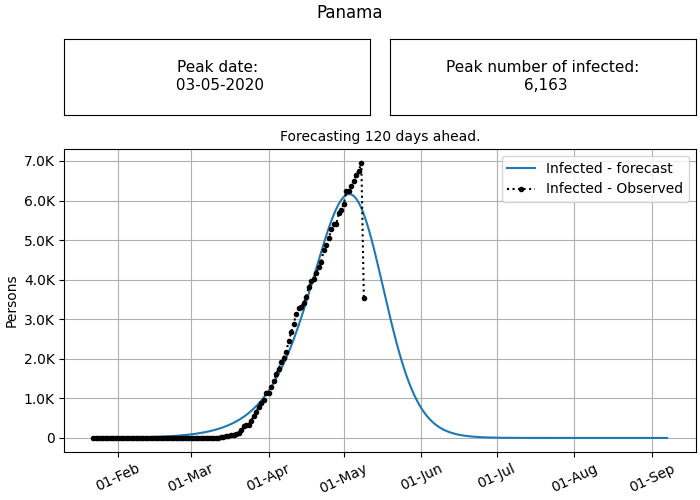 Panama
Peak date:
03-05-2020
Peak number of infected:
6,163
Forecasting 120 days ahead.
7.0K
6.0K
5.0K
4.0K
3.0K
2.0K
1.0K
0
Persons
Infected - forecast
Infected - Observed
01-Feb
01-Mar
01-Apr
01-May
01-Jun
01-Jul
01-Aug
01-Sep